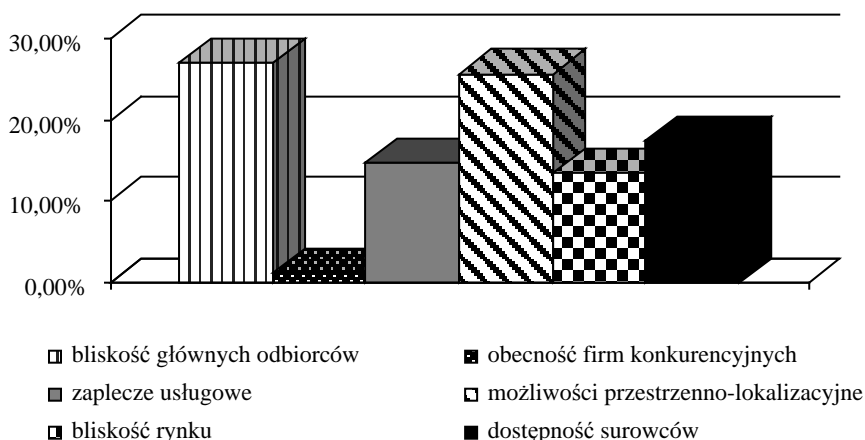 30,00%
20,00%
10,00%
0,00%
bliskość głównych odbiorców
obecność firm konkurencyjnych
zaplecze usługowe
możliwości przestrzenno-lokalizacyjne
bliskość rynku
dostępność surowców